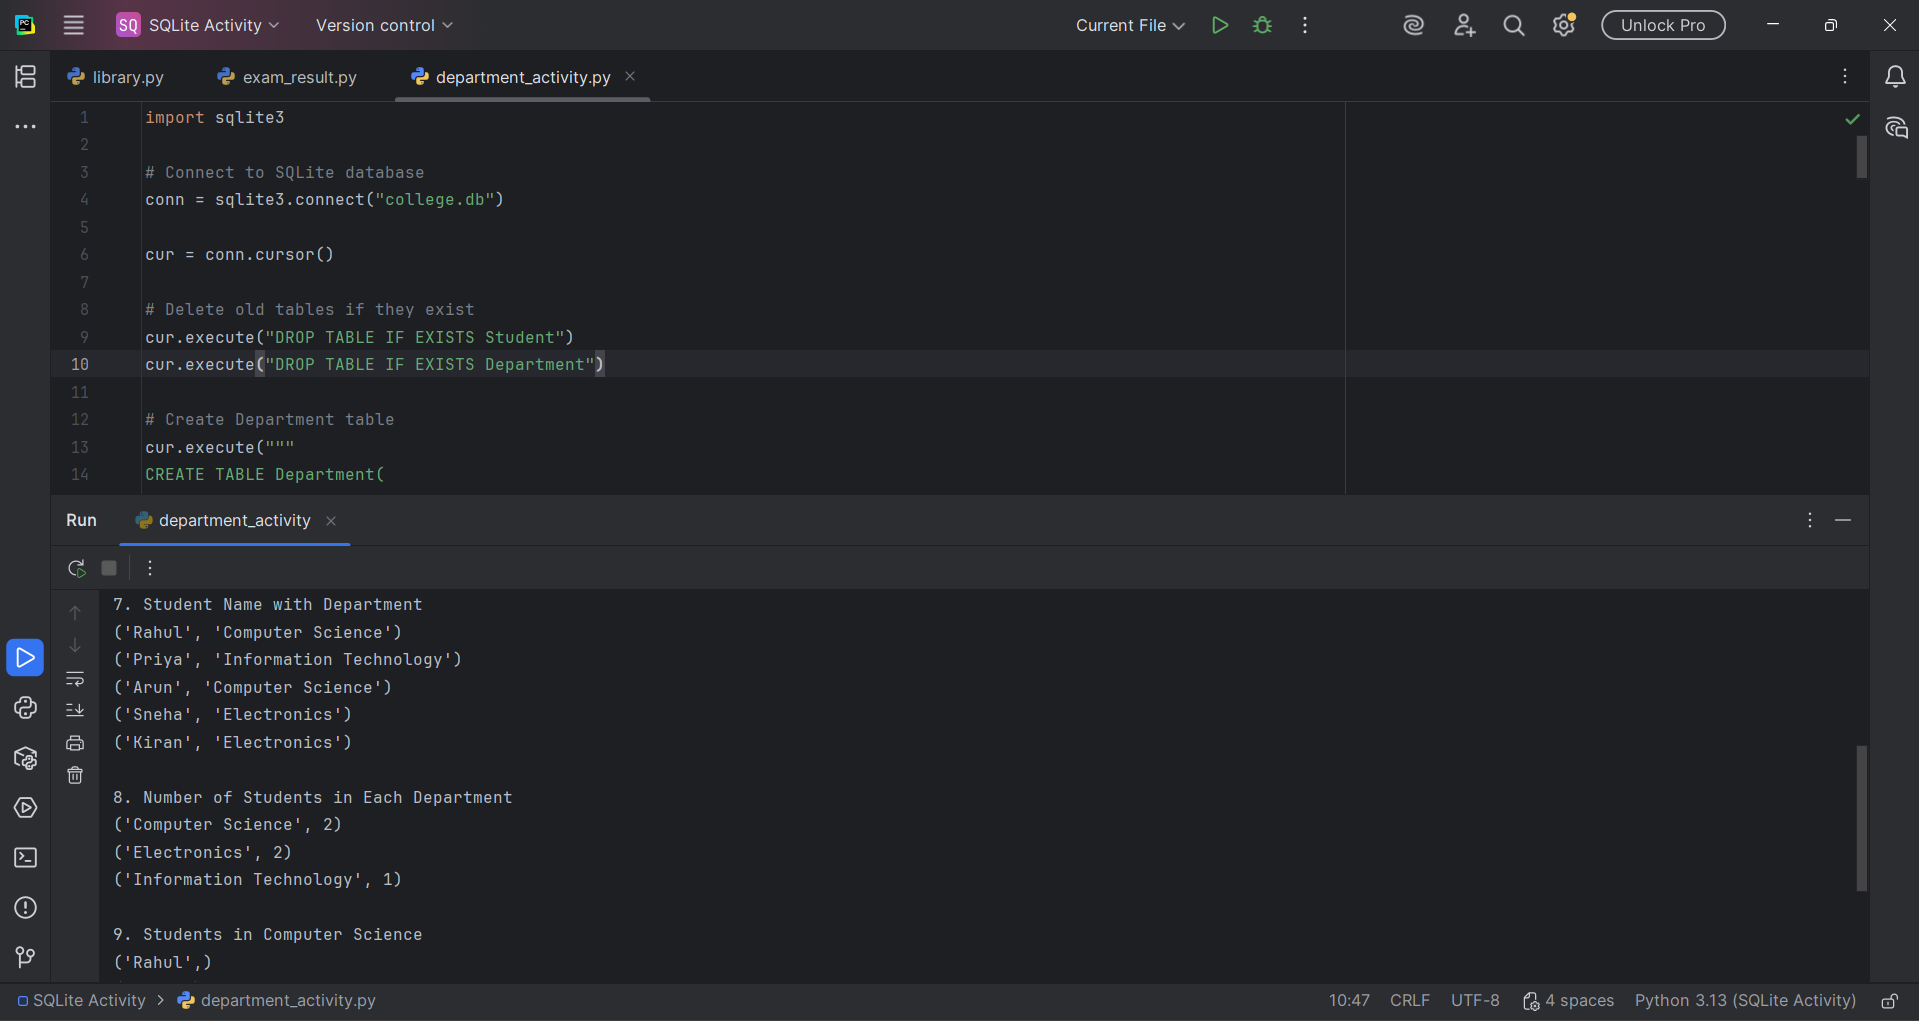 SQ SQLite Activity Version control Current File Unlock Pro
library.py exam_result.py department_activity.py
1 import sqlite3
2
3 # Connect to SQLite database
4 conn = sqlite3.connect("college.db")
5
6 cur = conn.cursor()
7
8 # Delete old tables if they exist
9 cur.execute("DROP TABLE IF EXISTS Student")
10 cur.execute("DROP TABLE IF EXISTS Department")
11
12 # Create Department table
13 cur.execute("""
14 CREATE TABLE Department(
Run department_activity
7. Student Name with Department
('Rahul', 'Computer Science')
('Priya', 'Information Technology')
('Arun', 'Computer Science')
('Sneha', 'Electronics')
('Kiran', 'Electronics')
8. Number of Students in Each Department
('Computer Science', 2)
('Electronics', 2)
('Information Technology', 1)
9. Students in Computer Science
('Rahul',)
SQLite Activity > department_activity.py 10:47 CRLF UTF-8 4 spaces Python 3.13 (SQLite Activity)